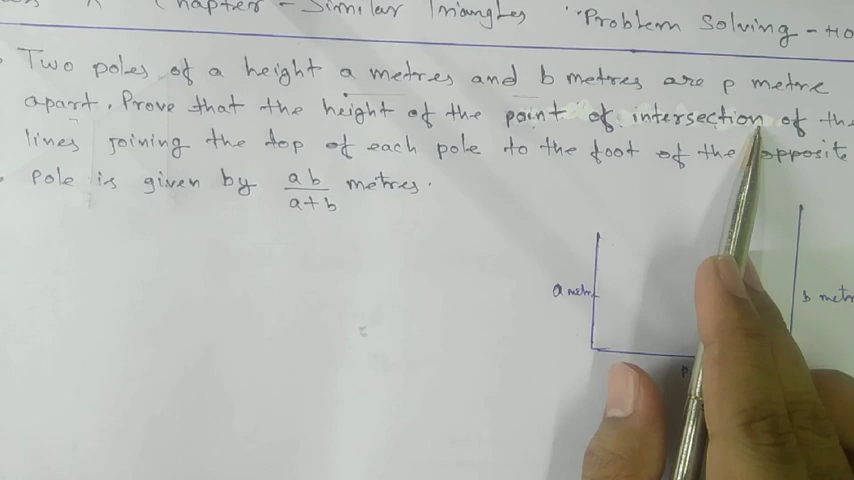 Chapter - Similar Triangles Problem Solving - HO
Two poles of a height a metres and b metres are p metre
apart. Prove that the height of the point of intersection of the
lines joining the top of each pole to the foot of the opposite
pole is given by ab/a+b metres.
a metre
b metr
P